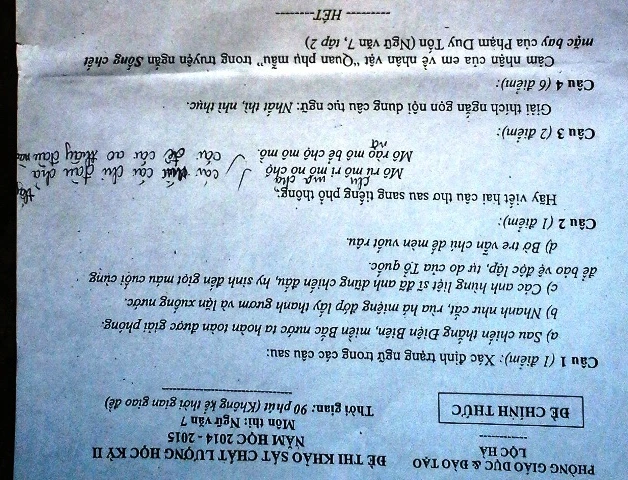 PHÒNG GIÁO DỤC & ĐÀO TẠO
LỘC HÀ
ĐỀ CHÍNH THỨC
ĐỀ THI KHẢO SÁT CHẤT LƯỢNG HỌC KỲ II
NĂM HỌC 2014 - 2015
Môn thi: Ngữ văn 7
Thời gian: 90 phút (Không kể thời gian giao đề)
Câu 1 (1 điểm): Xác định trạng ngữ trong các câu sau:
a) Sau chiến thắng Điện Biên, miền Bắc nước ta hoàn toàn được giải phóng.
b) Nhanh như cắt, rùa há miệng đớp lấy thanh gươm và lặn xuống nước.
c) Các anh hùng liệt sĩ đã anh dũng chiến đấu, hy sinh đến giọt máu cuối cùng
để bảo vệ độc lập, tự do của Tổ quốc.
d) Bờ tre vẫn chú dế mèn vuốt râu.
Câu 2 (1 điểm):
Hãy viết hai câu thơ sau sang tiếng phổ thông:
Mô rú mô ri mô nỏ chộ
Mô rào mô bể chộ mô mồ.
Câu 3 (2 điểm):
Giải thích ngắn gọn nội dung câu tục ngữ: Nhất thì, nhì thục.
Câu 4 (6 điểm):
Cảm nhận của em về nhân vật "Quan phụ mẫu" trong truyện ngắn Sống chết
mặc bay của Phạm Duy Tốn (Ngữ văn 7, tập 2)
-------- HẾT --------